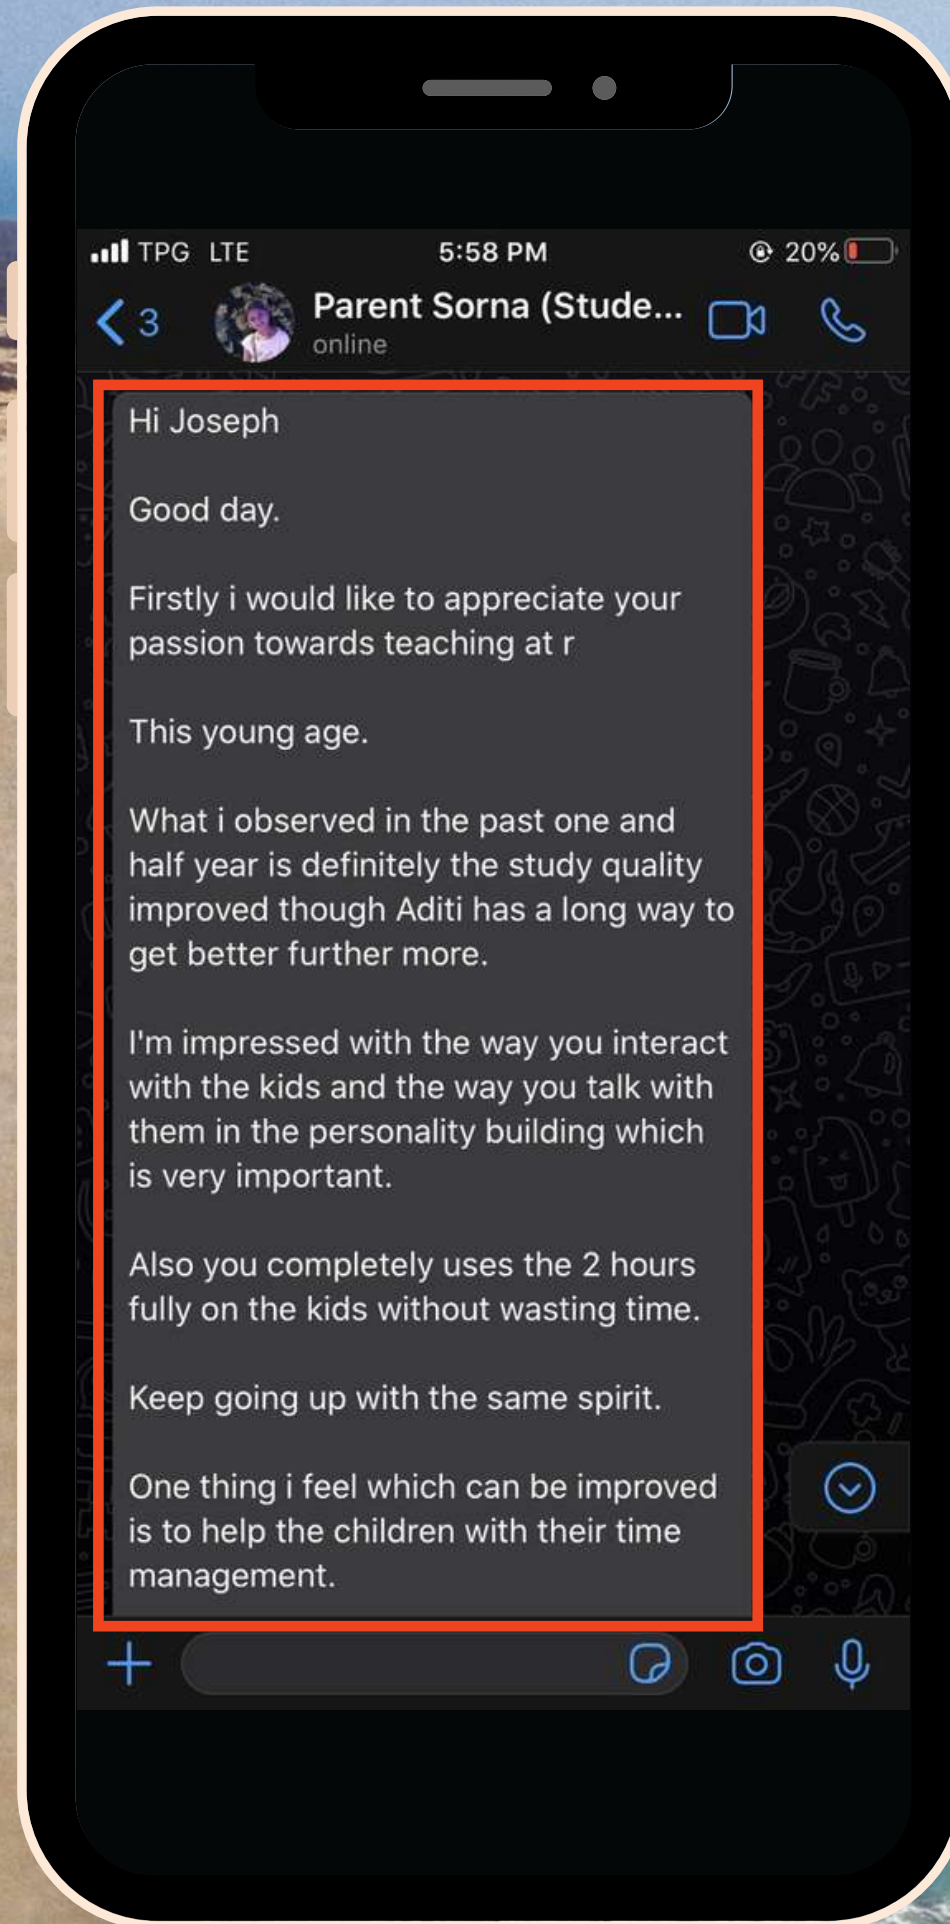 TPG LTE 5:58 PM 20%
3 Parent Sorna (Stude...
online
Hi Joseph
Good day.
Firstly i would like to appreciate your
passion towards teaching at r
This young age.
What i observed in the past one and
half year is definitely the study quality
improved though Aditi has a long way to
get better further more.
I'm impressed with the way you interact
with the kids and the way you talk with
them in the personality building which
is very important.
Also you completely uses the 2 hours
fully on the kids without wasting time.
Keep going up with the same spirit.
One thing i feel which can be improved
is to help the children with their time
management.